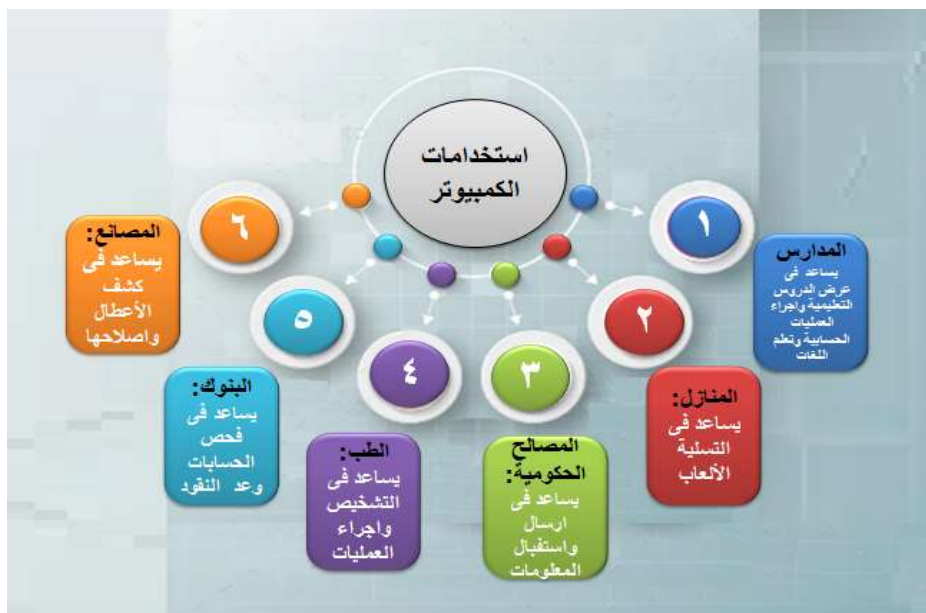 استخدامات
الكمبيوتر
١
المدارس
يساعد فى
عرض الدروس
التعليمية واجراء
العمليات
الحسابية وتعلم
اللغات
٢
المنازل:
يساعد فى
التسلية
الألعاب
٣
المصالح
الحكومية:
يساعد فى
ارسال
واستقبال
المعلومات
٤
الطب:
يساعد فى
التشخيص
واجراء
العمليات
٥
البنوك:
يساعد فى
فحص
الحسابات
وعد النقود
٦
المصانع:
يساعد فى
كشف
الأعطال
واصلاحها